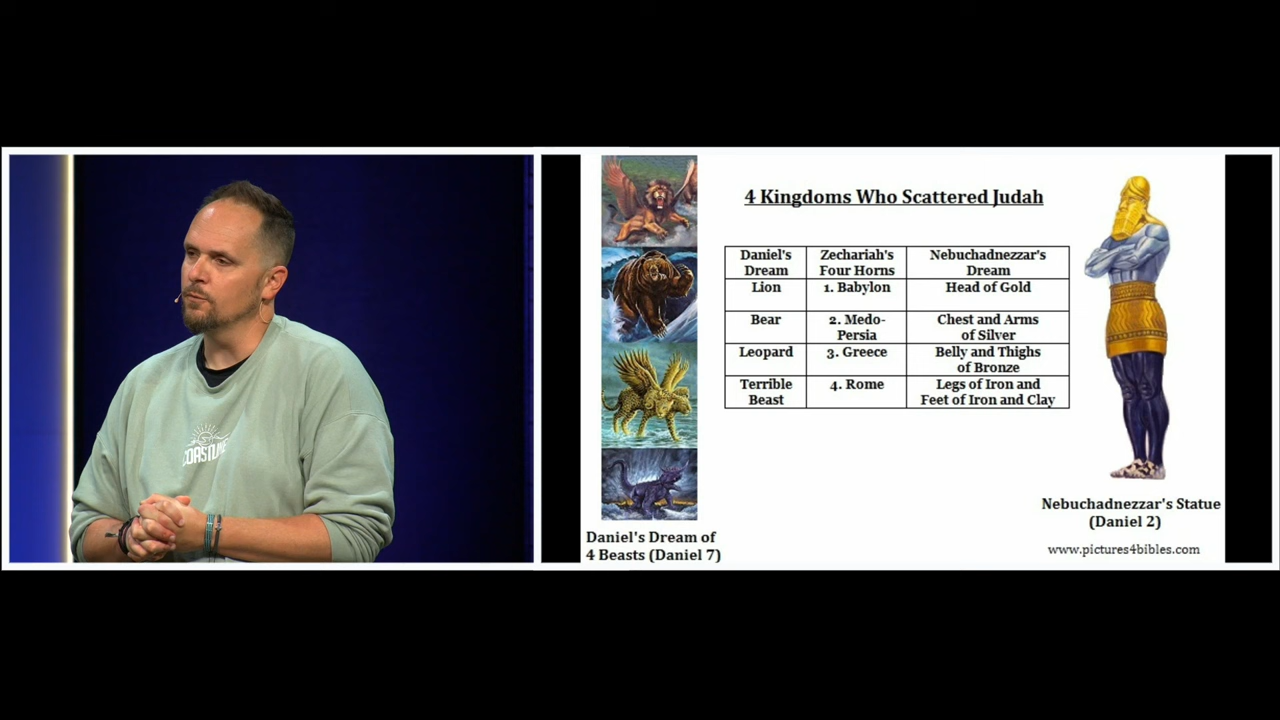 COASTLINE
4 Kingdoms Who Scattered Judah
Daniel's Dream
Zechariah's Four Horns
Nebuchadnezzar's Dream
Lion
1. Babylon
Head of Gold
Bear
2. Medo-
Persia
Chest and Arms
of Silver
Leopard
3. Greece
Belly and Thighs
of Bronze
Terrible
Beast
4. Rome
Legs of Iron and
Feet of Iron and Clay
Daniel's Dream of
4 Beasts (Daniel 7)
Nebuchadnezzar's Statue
(Daniel 2)
www.pictures4bibles.com